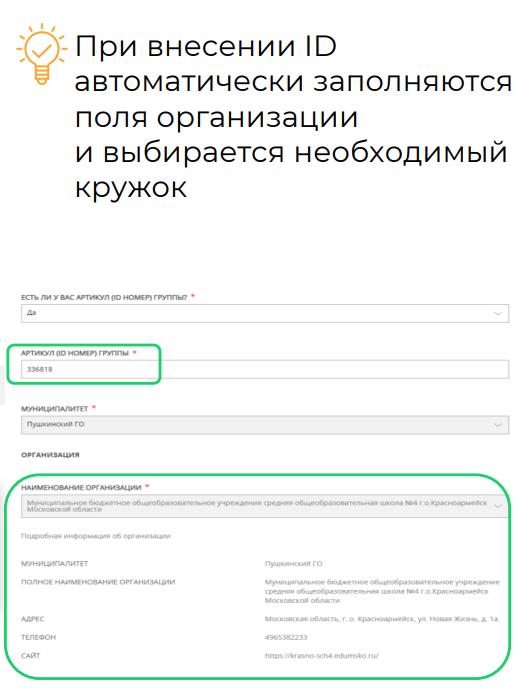 При внесении ID
автоматически заполняются
поля организации
и выбирается необходимый
кружок
ЕСТЬ ЛИ У ВАС АРТИКУЛ (ID НОМЕР) ГРУППЫ? *
Да
АРТИКУЛ (ID НОМЕР) ГРУППЫ *
336818
МУНИЦИПАЛИТЕТ *
Пушкинский ГО
ОРГАНИЗАЦИЯ
НАИМЕНОВАНИЕ ОРГАНИЗАЦИИ *
Муниципальное бюджетное общеобразовательное учреждение средняя общеобразовательная школа №4 г.о.Красноармейск
Московской области
Подробная информация об организации
МУНИЦИПАЛИТЕТ Пушкинский ГО
ПОЛНОЕ НАИМЕНОВАНИЕ ОРГАНИЗАЦИИ Муниципальное бюджетное общеобразовательное учреждение
средняя общеобразовательная школа №4 г.о.Красноармейск
Московской области
АДРЕС Московская область, г. о. Красноармейск, ул. Новая Жизнь, д. 1а
ТЕЛЕФОН 4965382233
САЙТ https://krasno-sch4.edumsko.ru/